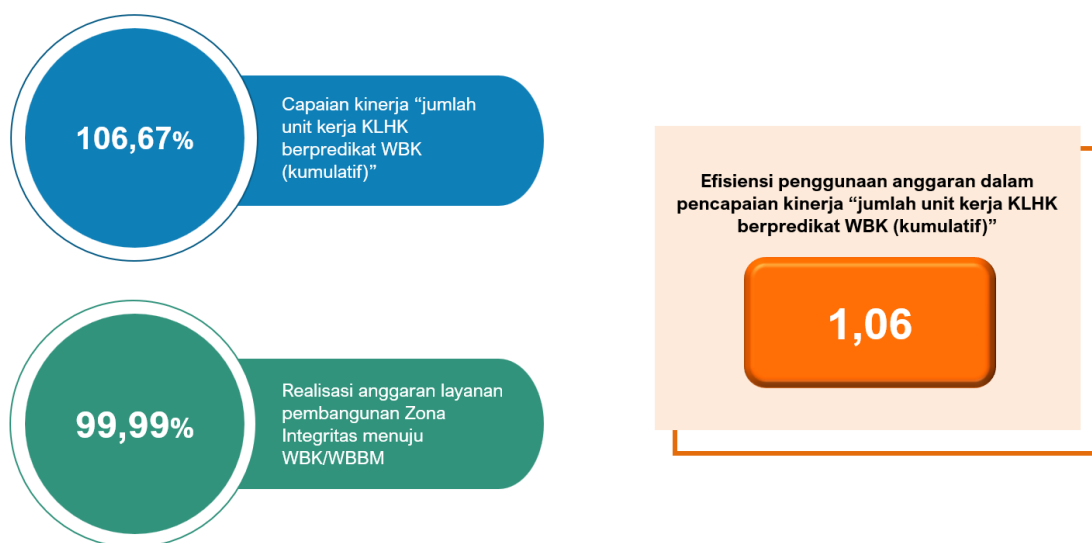 106,67%
Capaian kinerja “jumlah
unit kerja KLHK
berpredikat WBK
(kumulatif)”
99,99%
Realisasi anggaran layanan
pembangunan Zona
Integritas menuju
WBK/WBBM
Efisiensi penggunaan anggaran dalam
pencapaian kinerja “jumlah unit kerja KLHK
berpredikat WBK (kumulatif)”
1,06